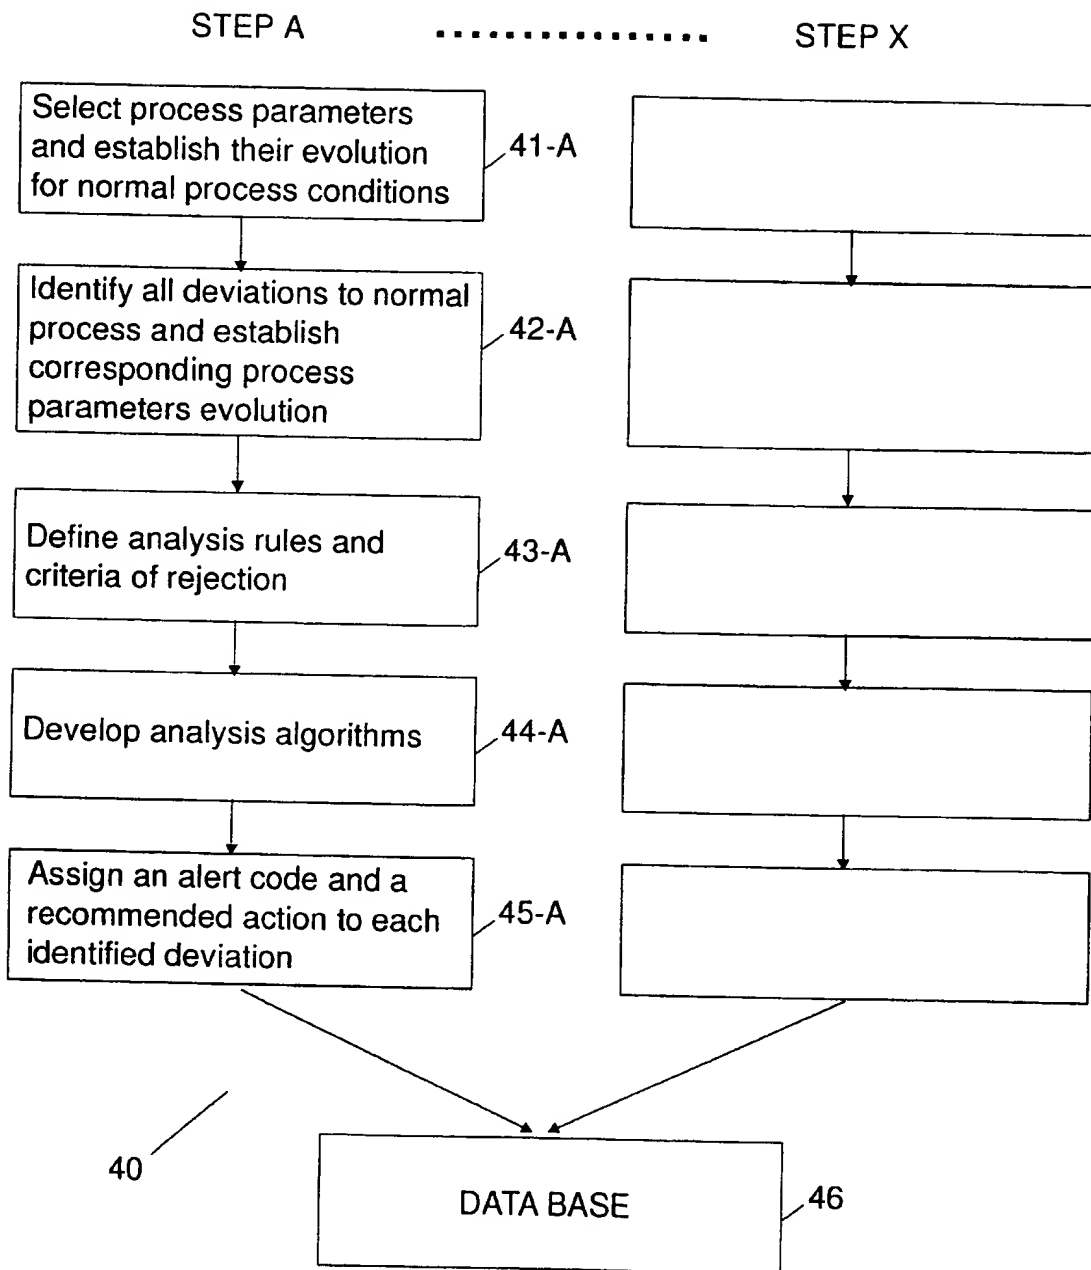 STEP A ............... STEP X
Select process parameters
and establish their evolution
for normal process conditions
41-A
Identify all deviations to normal
process and establish
corresponding process
parameters evolution
42-A
Define analysis rules and
criteria of rejection
43-A
Develop analysis algorithms
44-A
Assign an alert code and a
recommended action to each
identified deviation
45-A
40
DATA BASE
46